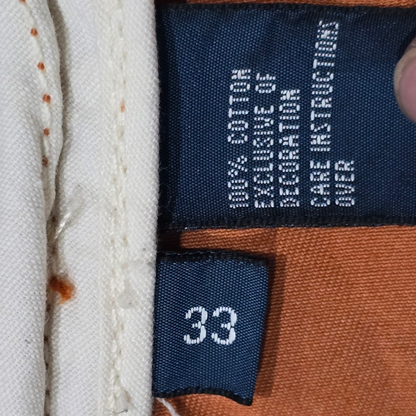 100% COTTON
EXCLUSIVE OF
DECORATION
CARE INSTRUCTIONS
OVER
33